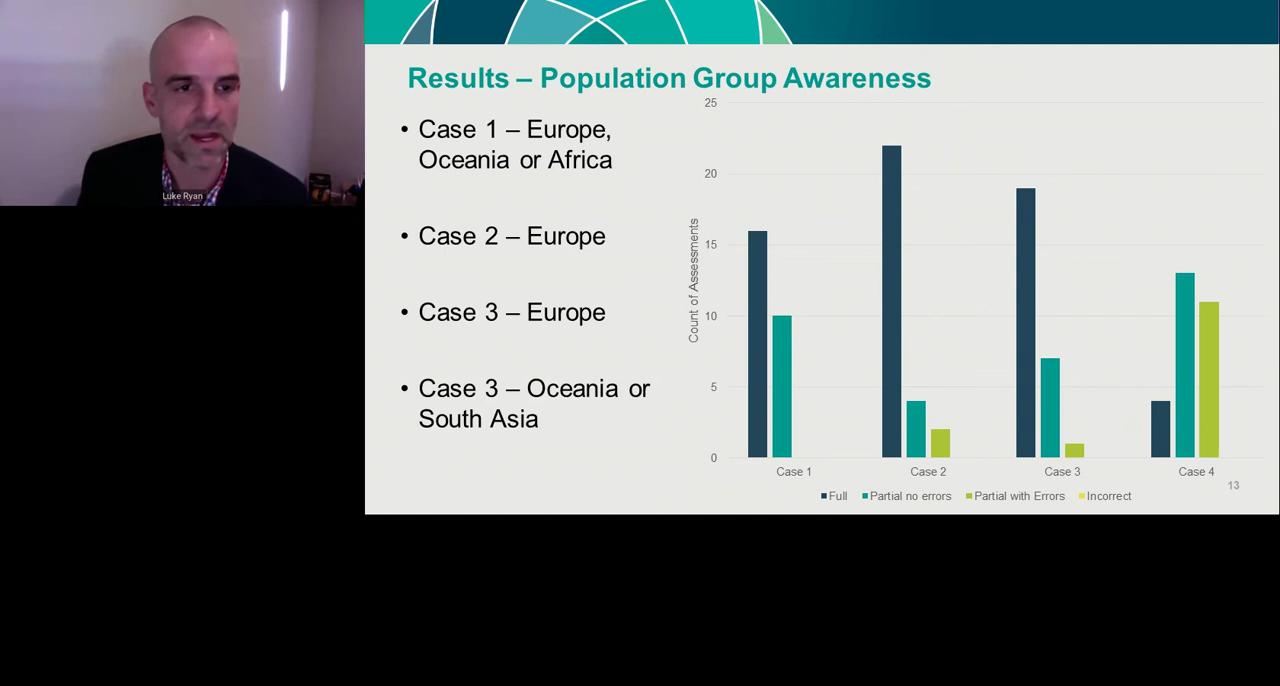 Luke Ryan
Results – Population Group Awareness
• Case 1 – Europe,
Oceania or Africa
• Case 2 – Europe
• Case 3 – Europe
• Case 3 – Oceania or
South Asia
Count of Assessments
25
20
15
10
5
0
Case 1
Case 2
Case 3
Case 4
Full
Partial no errors
Partial with Errors
Incorrect
13